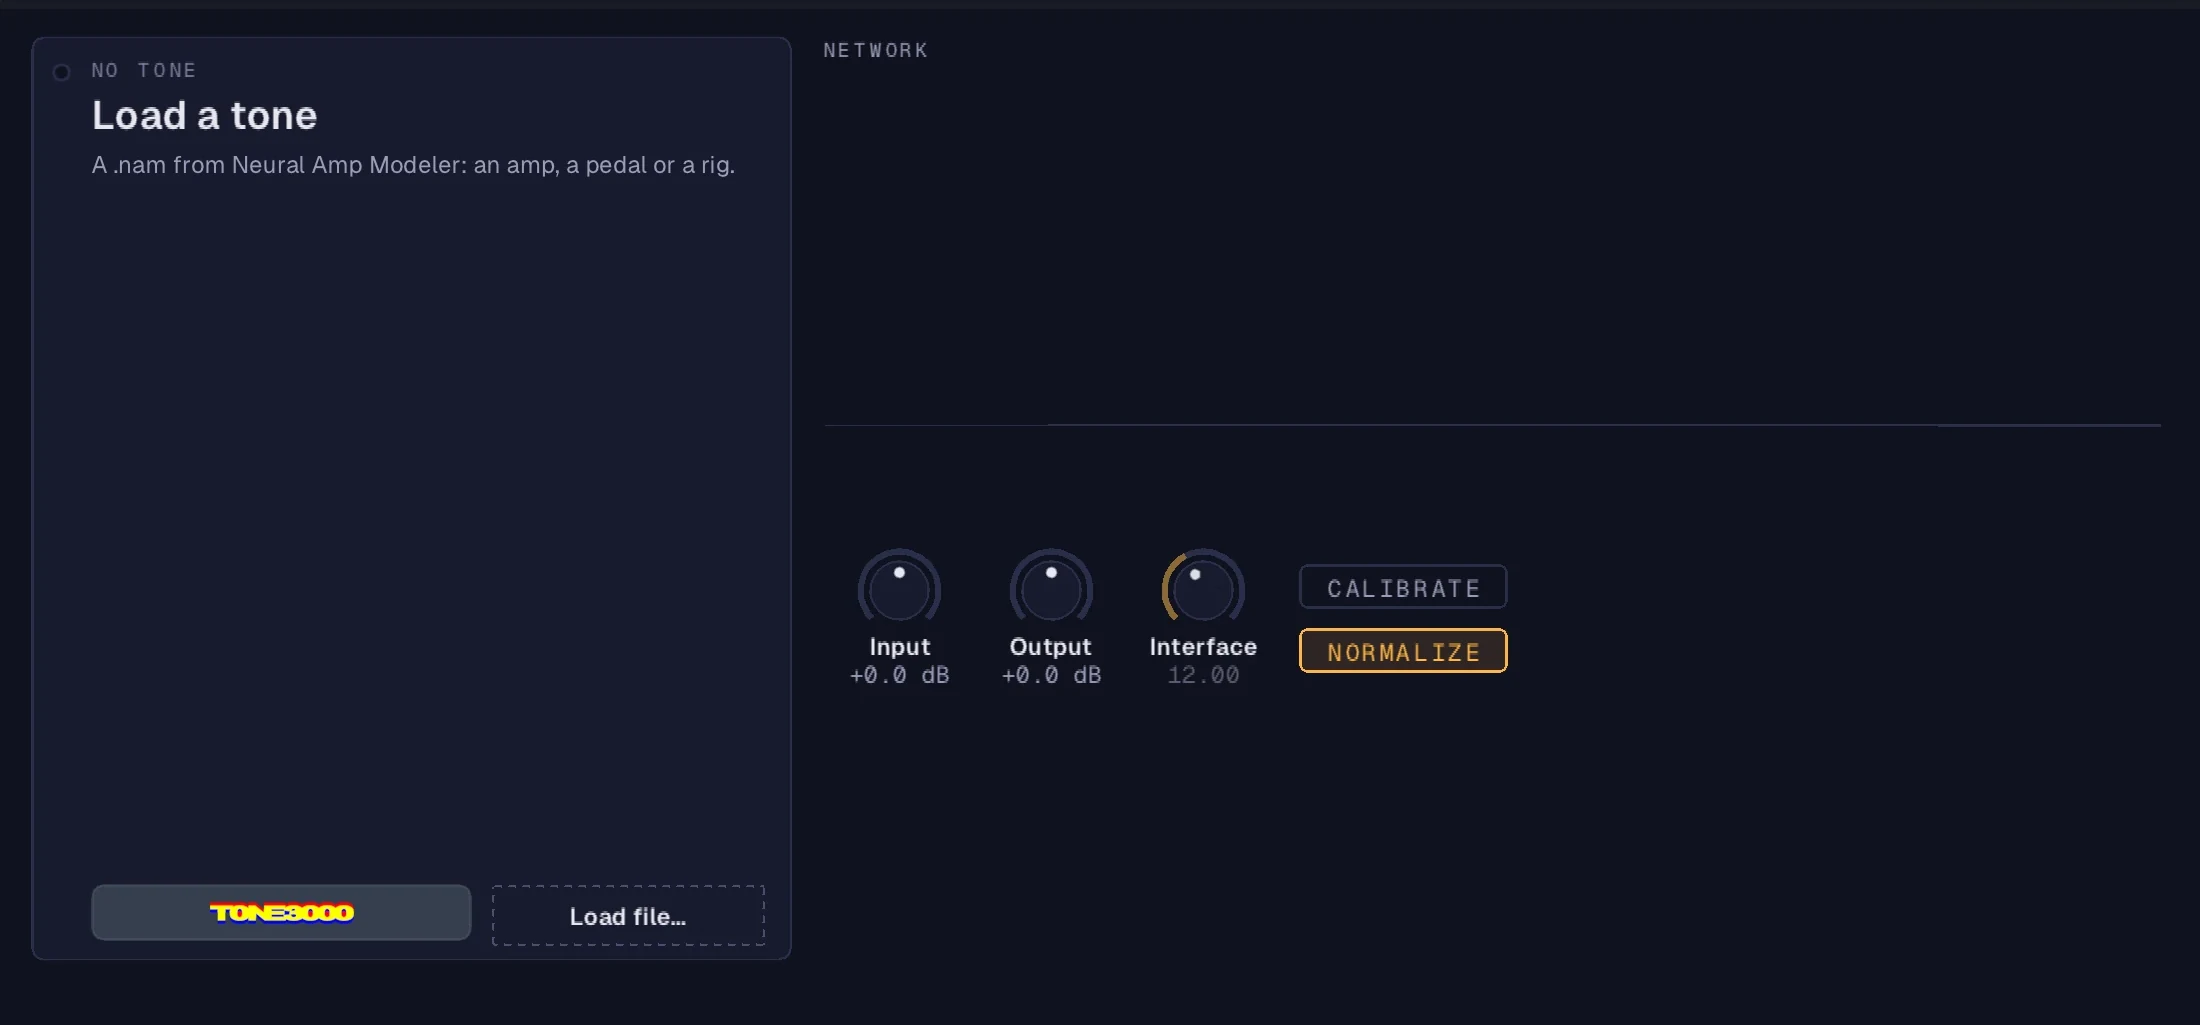 NO TONE
Load a tone
A .nam from Neural Amp Modeler: an amp, a pedal or a rig.
TONE3000
Load file...
NETWORK
Input
+0.0 dB
Output
+0.0 dB
Interface
12.00
CALIBRATE
NORMALIZE